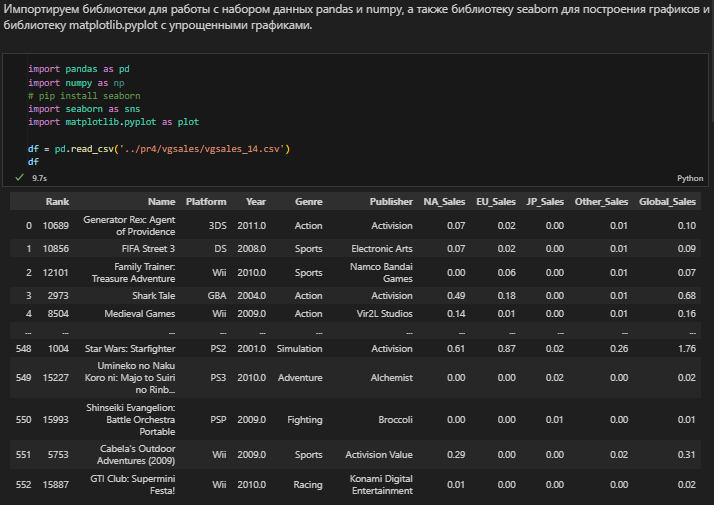 Импортируем библиотеки для работы с набором данных pandas и numpy, а также библиотеку seaborn для построения графиков и
библиотеку matplotlib.pyplot с упрощенными графиками.
import pandas as pd
import numpy as np
# pip install seaborn
import seaborn as sns
import matplotlib.pyplot as plot
df = pd.read_csv('../pr4/vgsales/vgsales_14.csv')
df
✓ 9.7s Python
Rank Name Platform Year Genre Publisher NA_Sales EU_Sales JP_Sales Other_Sales Global_Sales
0 10689 Generator Rex: Agent of Providence 3DS 2011.0 Action Activision 0.07 0.02 0.00 0.01 0.10
1 10856 FIFA Street 3 DS 2008.0 Sports Electronic Arts 0.07 0.02 0.00 0.01 0.09
2 12101 Family Trainer: Treasure Adventure Wii 2010.0 Sports Namco Bandai Games 0.00 0.06 0.00 0.01 0.07
3 2973 Shark Tale GBA 2004.0 Action Activision 0.49 0.18 0.00 0.01 0.68
4 8504 Medieval Games Wii 2009.0 Action Vir2L Studios 0.14 0.01 0.00 0.01 0.16
... ... ... ... ... ... ... ... ... ... ... ...
548 1004 Star Wars: Starfighter PS2 2001.0 Simulation Activision 0.61 0.87 0.02 0.26 1.76
549 15227 Umineko no Naku Koro ni: Majo to Suiri no Rinb... PS3 2010.0 Adventure Alchemist 0.00 0.00 0.02 0.00 0.02
550 15993 Shinseiki Evangelion: Battle Orchestra Portable PSP 2009.0 Fighting Broccoli 0.00 0.00 0.01 0.00 0.01
551 5753 Cabela's Outdoor Adventures (2009) Wii 2009.0 Sports Activision Value 0.29 0.00 0.00 0.02 0.31
552 15887 GTI Club: Supermini Festa! Wii 2010.0 Racing Konami Digital Entertainment 0.01 0.00 0.00 0.00 0.02